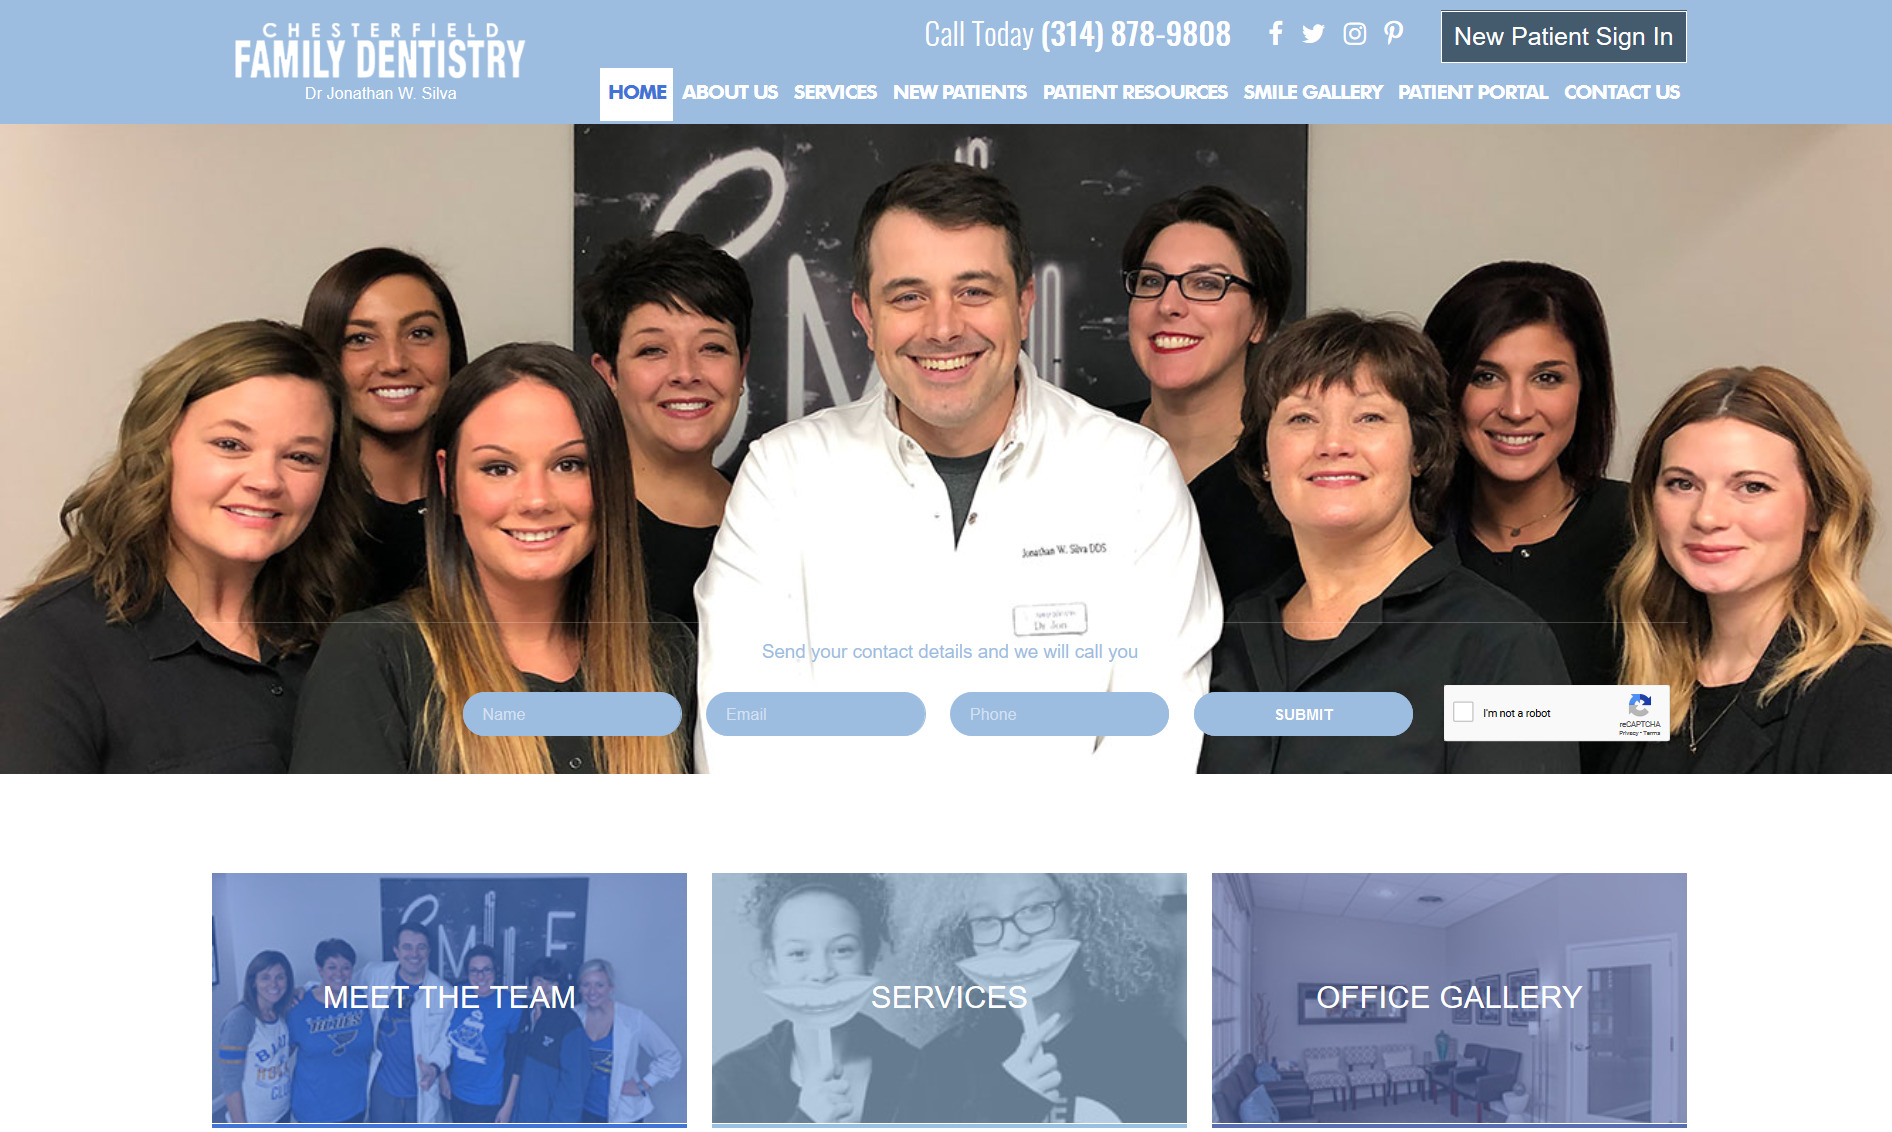 CHESTERFIELD
FAMILY DENTISTRY
Dr Jonathan W. Silva
Call Today (314) 878-9808
New Patient Sign In
HOME ABOUT US SERVICES NEW PATIENTS PATIENT RESOURCES SMILE GALLERY PATIENT PORTAL CONTACT US
Jonathan W. Silva DDS
Dr Jon
Send your contact details and we will call you
Name
Email
Phone
SUBMIT
I'm not a robot
reCAPTCHA
Privacy - Terms
SMILE
MEET THE TEAM
SERVICES
OFFICE GALLERY